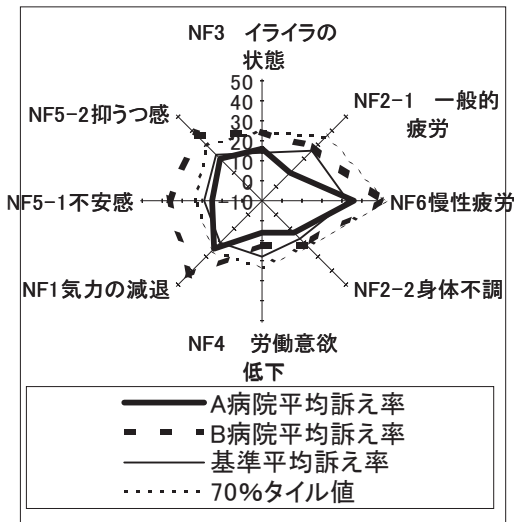 NF3 イライラの
状態
50
40
30
20
10
0
-10
NF2-1 一般的
疲労
NF5-2抑うつ感
NF5-1不安感
NF6慢性疲労
NF1気力の減退
NF2-2身体不調
NF4 労働意欲
低下
A病院平均訴え率
B病院平均訴え率
基準平均訴え率
70%タイル値